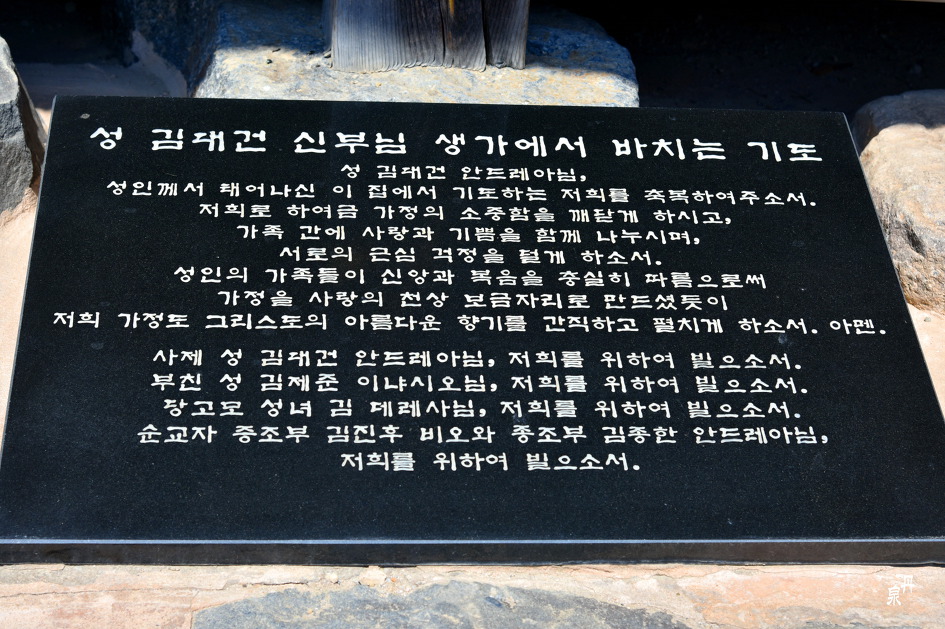 성 김대건 신부님 생가에서 바치는 기도
성 김대건 안드레아님,
성인께서 태어나신 이 집에서 기도하는 저희를 축복하여주소서.
저희로 하여금 가정의 소중함을 깨닫게 하시고,
가족 간에 사랑과 기쁨을 함께 나누시며,
서로의 근심 걱정을 덜게 하소서.
성인의 가족들이 신앙과 복음을 충실히 따름으로써
가정을 사랑의 천상 보금자리로 만드셨듯이
저희 가정도 그리스도의 아름다운 향기를 간직하고 펼치게 하소서. 아멘.
사제 성 김대건 안드레아님, 저희를 위하여 빌으소서.
부친 성 김제준 이냐시오님, 저희를 위하여 빌으소서.
당고모 성녀 김 데레사님, 저희를 위하여 빌으소서.
순교자 증조부 김진후 비오와 종조부 김종한 안드레아님,
저희를 위하여 빌으소서.
丹泉